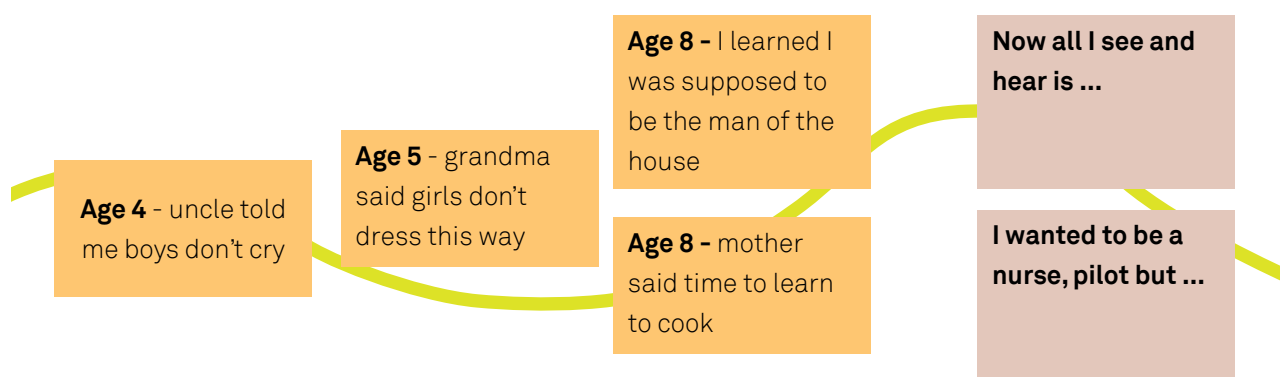 Age 4 - uncle told
me boys don't cry
Age 5 - grandma
said girls don't
dress this way
Age 8 - I learned I
was supposed to
be the man of the
house
Age 8 - mother
said time to learn
to cook
Now all I see and
hear is ...
I wanted to be a
nurse, pilot but ...